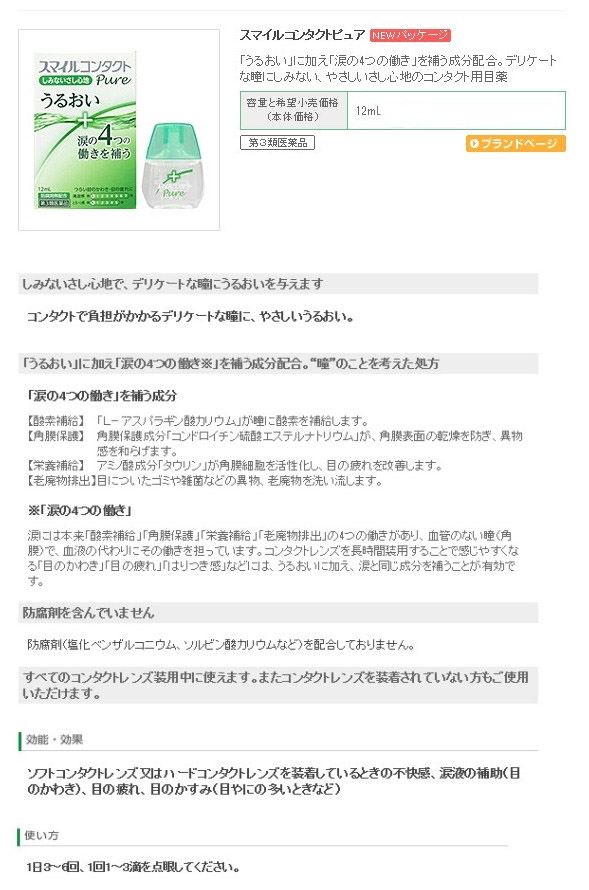 スマイルコンタクトピュア NEWパッケージ
「うるおい」に加え「涙の4つの働き」を補う成分配合。デリケート
な瞳にしみない、やさしいさし心地のコンタクト用目薬
容量と希望小売価格
（本体価格）
12mL
第３類医薬品
ブランドページ
スマイルコンタクト
しみないさし心地 Pure
うるおい
+
涙の4つの
働きを補う
12mL
第3類医薬品
Pure
しみないさし心地で、デリケートな瞳にうるおいを与えます
コンタクトで負担がかかるデリケートな瞳に、やさしいうるおい。
「うるおい」に加え「涙の4つの働き※」を補う成分配合。“瞳”のことを考えた処方
「涙の4つの働き」を補う成分
【酸素補給】 「L－アスパラギン酸カリウム」が瞳に酸素を補給します。
【角膜保護】 角膜保護成分「コンドロイチン硫酸エステルナトリウム」が、角膜表面の乾燥を防ぎ、異物
感を和らげます。
【栄養補給】 アミノ酸成分「タウリン」が角膜細胞を活性化し、目の疲れを改善します。
【老廃物排出】目についたゴミや雑菌などの異物、老廃物を洗い流します。
※「涙の4つの働き」
涙には本来「酸素補給」「角膜保護」「栄養補給」「老廃物排出」の4つの働きがあり、血管のない瞳（角
膜）で、血液の代わりにその働きを担っています。コンタクトレンズを長時間装用することで感じやすくな
る「目のかわき」「目の疲れ」「はりつき感」などには、うるおいに加え、涙と同じ成分を補うことが有効で
す。
防腐剤を含んでいません
防腐剤（塩化ベンザルコニウム、ソルビン酸カリウムなど）を配合しておりません。
すべてのコンタクトレンズ装用中に使えます。またコンタクトレンズを装着されていない方もご使用
いただけます。
効能・効果
ソフトコンタクトレンズ又はハードコンタクトレンズを装着しているときの不快感、涙液の補助（目
のかわき）、目の疲れ、目のかすみ（目やにの多いときなど）
使い方
1日3～6回、1回1～3滴を点眼してください。